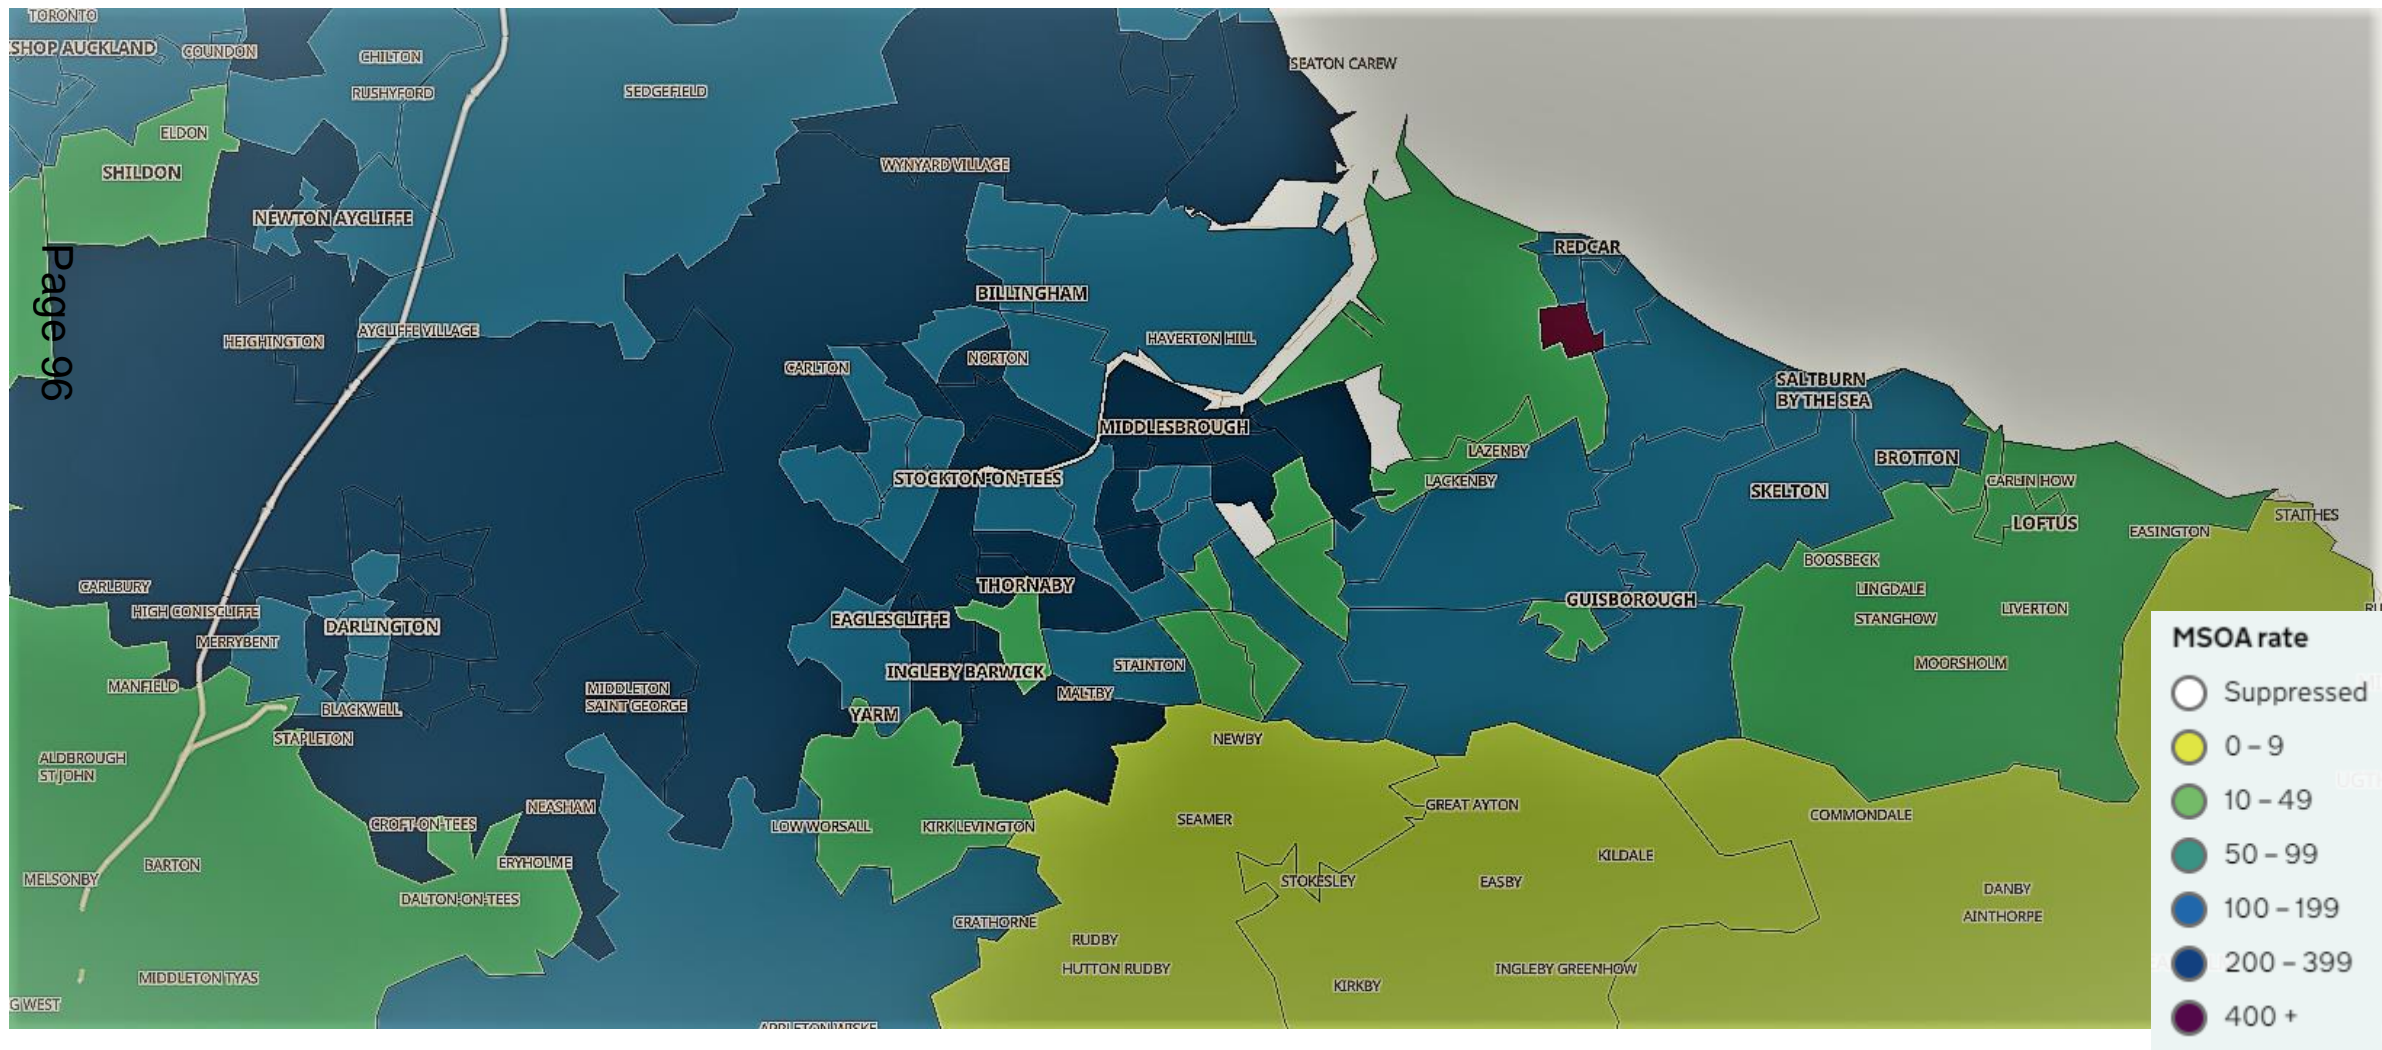 TORONTO
SHOP AUCKLAND
COUNDON
CHILTON
SEATON CAREW
RUSHYFORD
SEDGEFIELD
ELDON
SHILDON
WYNYARD VILLAGE
NEWTON AYCLIFFE
REDCAR
Page 96
BILLINGHAM
HEIGHINGTON
AYCLIFFE VILLAGE
HAVERTON HILL
NORTON
CARLTON
SALTBURN
BY THE SEA
MIDDLESBROUGH
LAZENBY
BROTTON
STOCKTON-ON-TEES
LACKENBY
SKELTON
CARLIN HOW
LOFTUS
STAITHES
EASINGTON
BOOSBECK
CARLBURY
THORNABY
LINGDALE
GUISBOROUGH
HIGH CONISCLIFFE
LIVERTON
RU
EAGLESCLIFFE
STANGHOW
DARLINGTON
MERRYBENT
MOORSHOLM
STAINTON
INGLEBY BARWICK
MANFIELD
MIDDLETON
SAINT GEORGE
MALTBY
BLACKWELL
YARM
STAPLETON
NEWBY
ALDBROUGH
ST JOHN
NEASHAM
GREAT AYTON
COMMONDALE
SEAMER
CROFT-ON-TEES
LOW WORSALL
KIRK LEVINGTON
KILDALE
BARTON
ERYHOLME
MELSONBY
STOKESLEY
EASBY
DANBY
DALTON-ON-TEES
AINTHORPE
CRATHORNE
RUDBY
HUTTON RUDBY
INGLEBY GREENHOW
MIDDLETON TYAS
KIRKBY
G WEST
APPLETON WISKE
MSOA rate
Suppressed
0 – 9
10 – 49
50 – 99
100 – 199
200 – 399
400 +